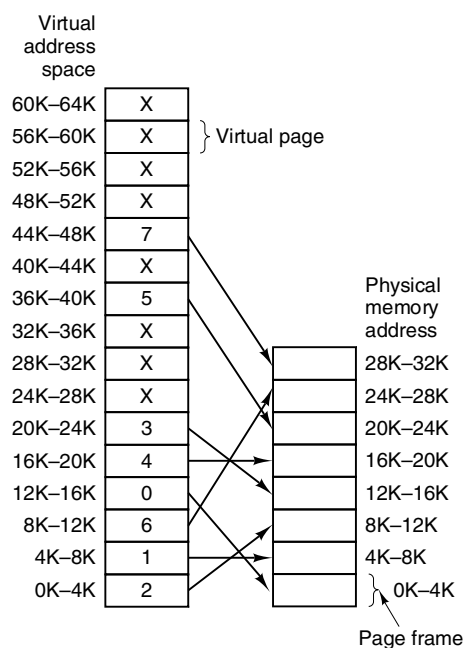 Virtual
address
space
60K–64K X
56K–60K X Virtual page
52K–56K X
48K–52K X
44K–48K 7
40K–44K X
36K–40K 5
32K–36K X
28K–32K X
24K–28K X
20K–24K 3
16K–20K 4
12K–16K 0
8K–12K 6
4K–8K 1
0K–4K 2
Physical
memory
address
28K–32K
24K–28K
20K–24K
16K–20K
12K–16K
8K–12K
4K–8K
0K–4K
Page frame